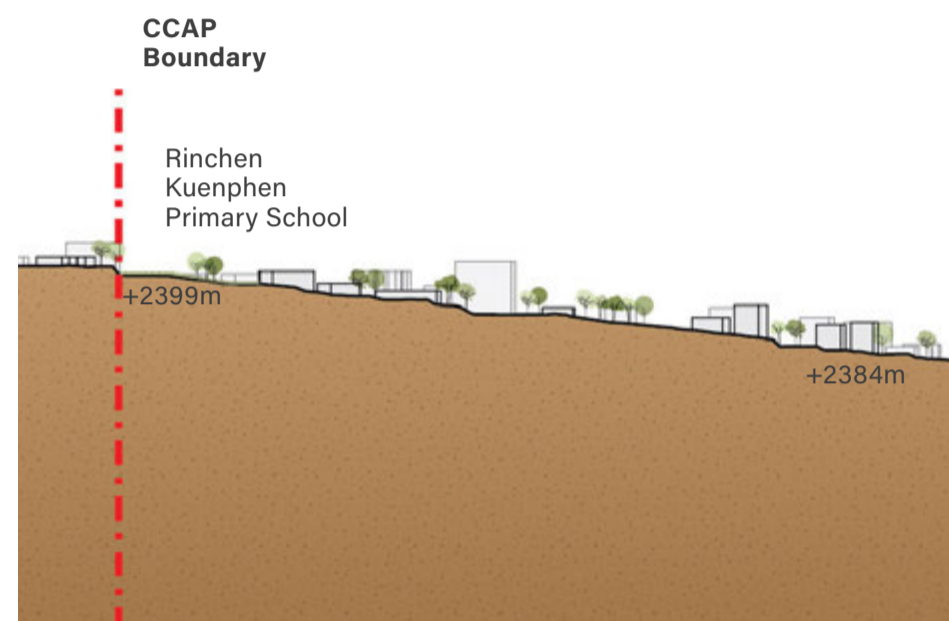 CCAP
Boundary
Rinchen
Kuenphen
Primary School
+2399m
+2384m